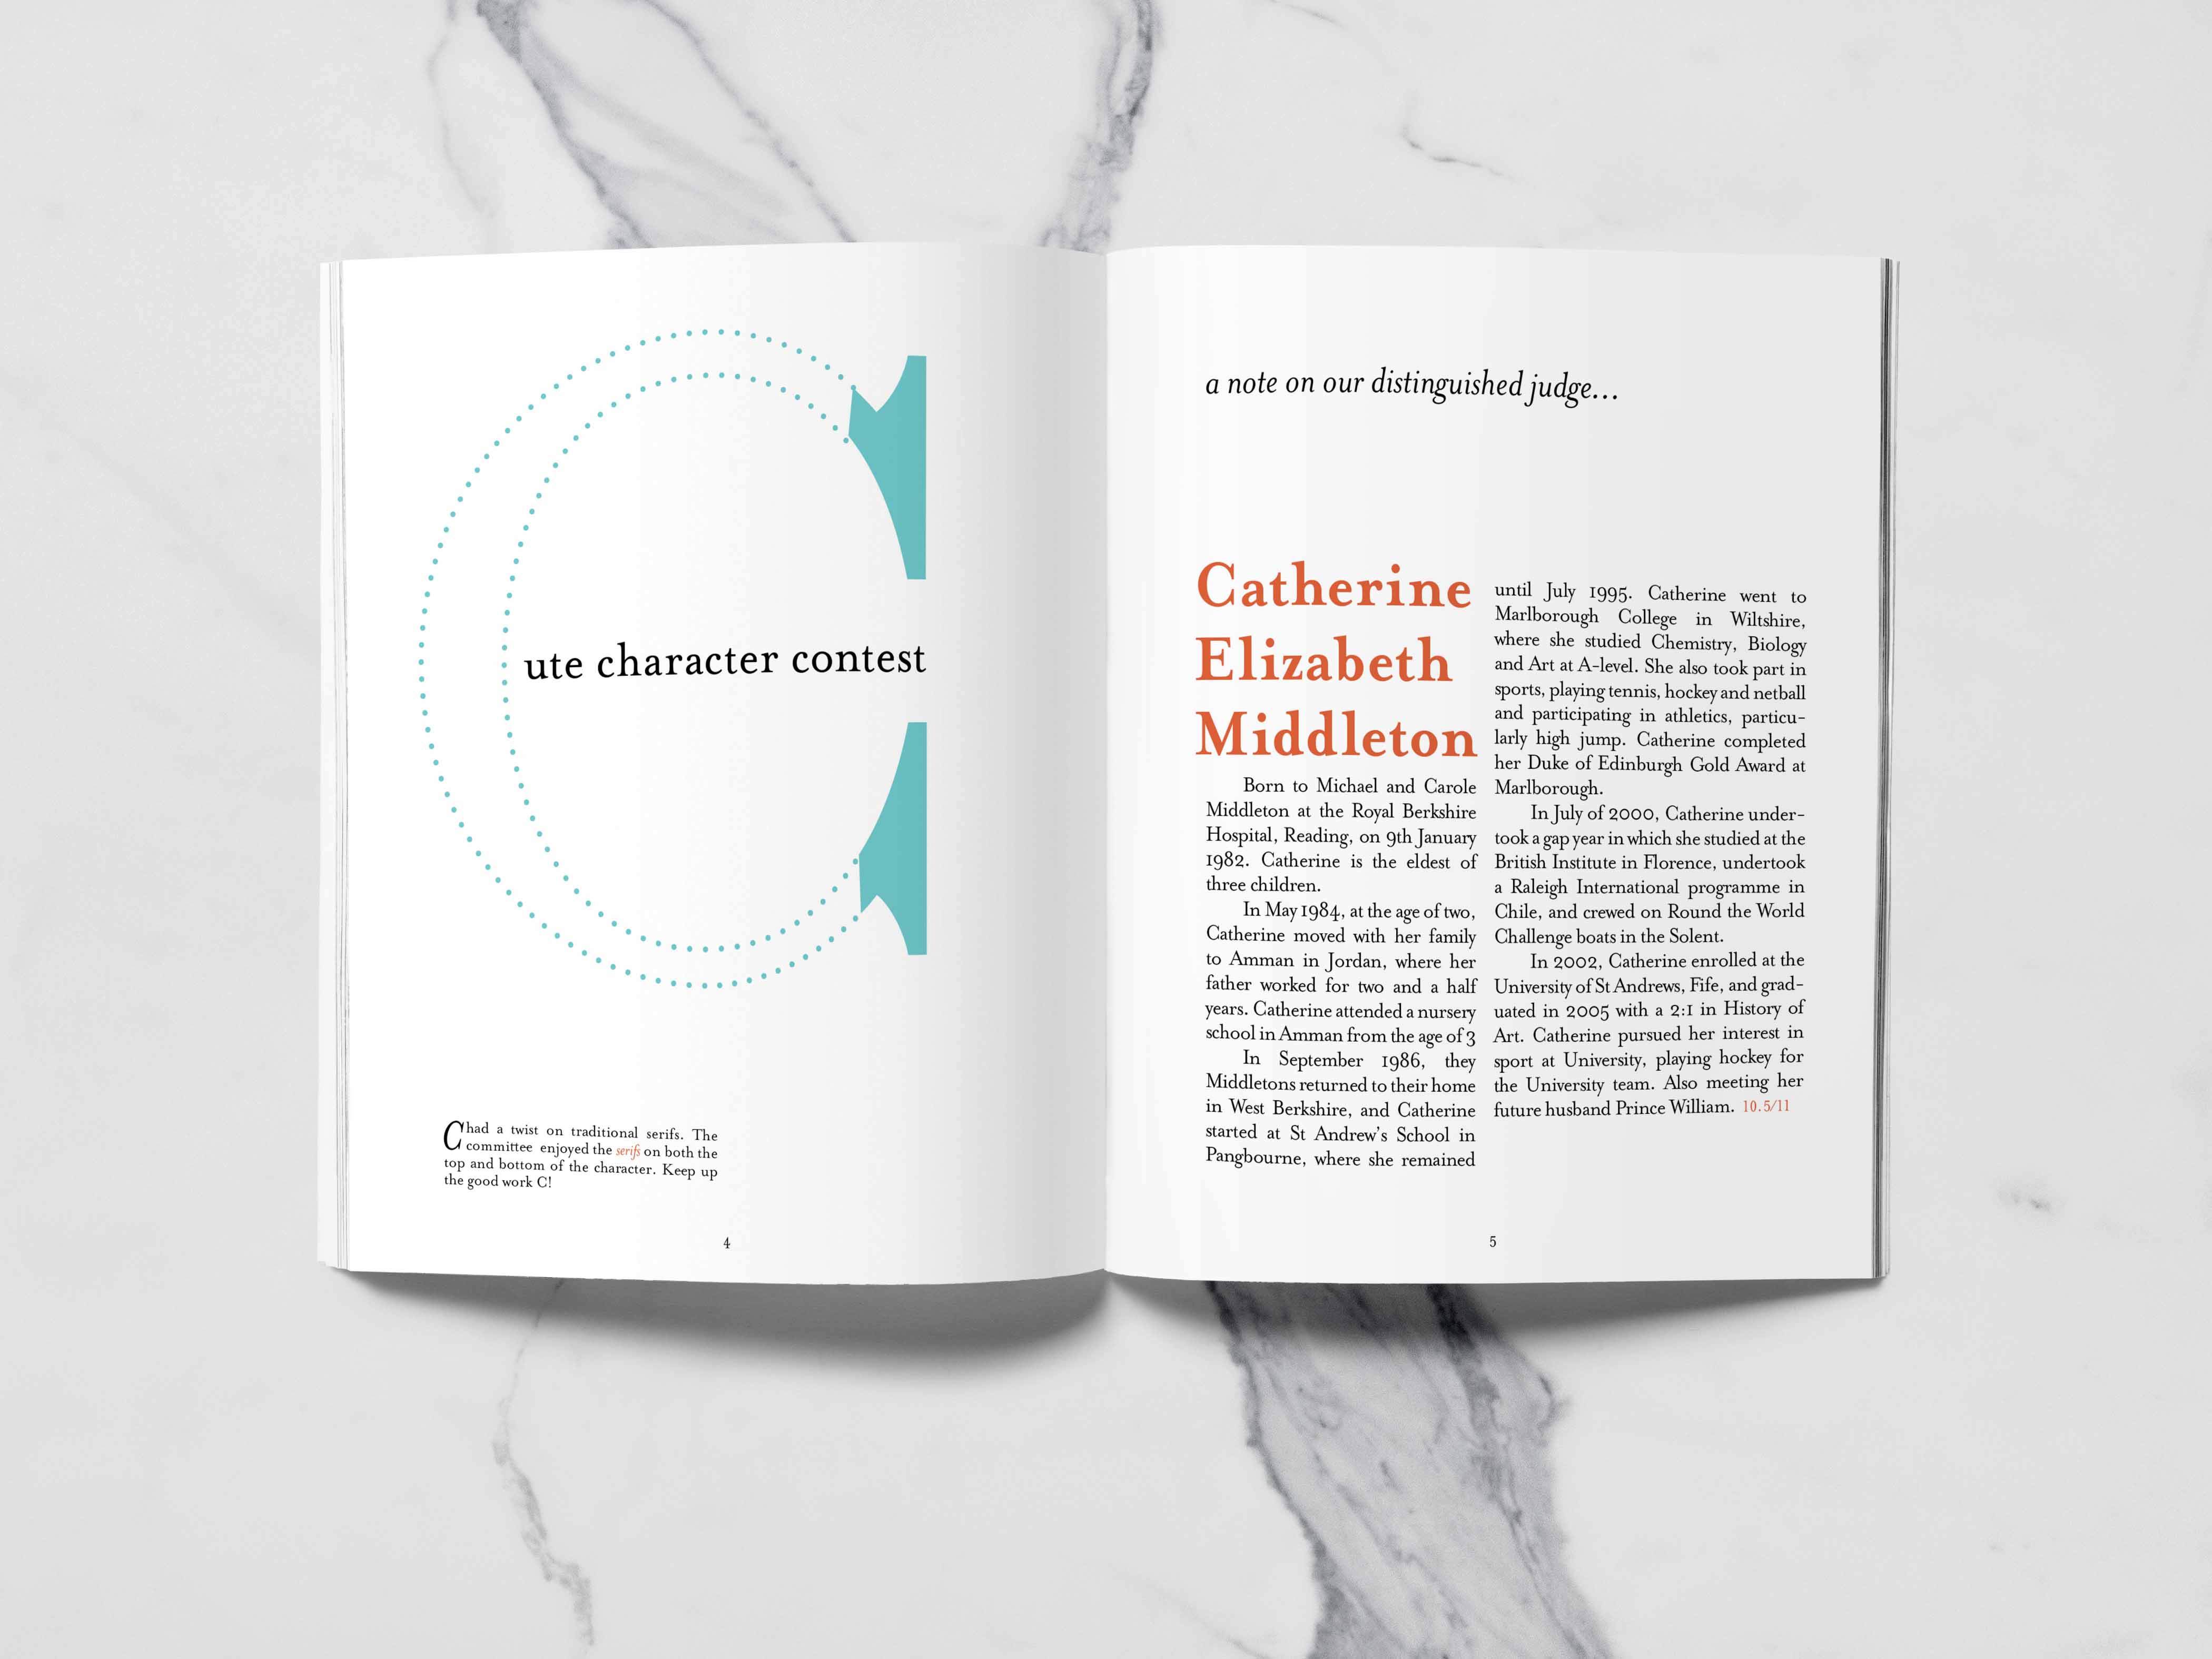 C
ute character contest
Chad a twist on traditional serifs. The
committee enjoyed the serifs on both the
top and bottom of the character. Keep up
the good work C!
4
a note on our distinguished judge...
Catherine
Elizabeth
Middleton
Born to Michael and Carole
Middleton at the Royal Berkshire
Hospital, Reading, on 9th January
1982. Catherine is the eldest of
three children.
In May 1984, at the age of two,
Catherine moved with her family
to Amman in Jordan, where her
father worked for two and a half
years. Catherine attended a nursery
school in Amman from the age of 3
In September 1986, they
Middletons returned to their home
in West Berkshire, and Catherine
started at St Andrew's School in
Pangbourne, where she remained
until July 1995. Catherine went to
Marlborough College in Wiltshire,
where she studied Chemistry, Biology
and Art at A-level. She also took part in
sports, playing tennis, hockey and netball
and participating in athletics, particu-
larly high jump. Catherine completed
her Duke of Edinburgh Gold Award at
Marlborough.
In July of 2000, Catherine under-
took a gap year in which she studied at the
British Institute in Florence, undertook
a Raleigh International programme in
Chile, and crewed on Round the World
Challenge boats in the Solent.
In 2002, Catherine enrolled at the
University of St Andrews, Fife, and grad-
uated in 2005 with a 2:1 in History of
Art. Catherine pursued her interest in
sport at University, playing hockey for
the University team. Also meeting her
future husband Prince William. 10.5/11
5